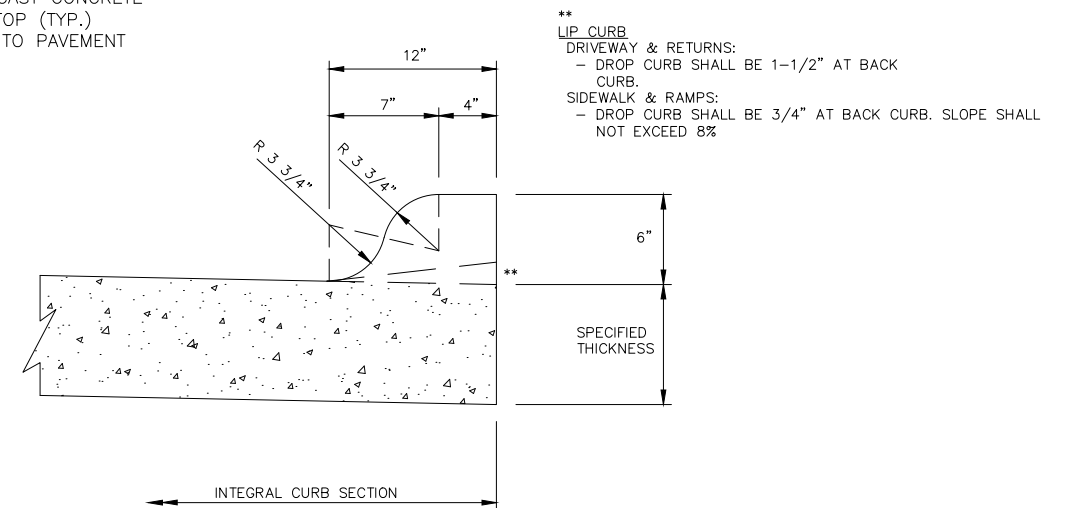 CAST CONCRETE
TOP (TYP.)
TO PAVEMENT
**
LIP CURB
DRIVEWAY & RETURNS:
– DROP CURB SHALL BE 1–1/2" AT BACK
CURB.
SIDEWALK & RAMPS:
– DROP CURB SHALL BE 3/4" AT BACK CURB. SLOPE SHALL
NOT EXCEED 8%
12"
7"
4"
R 3 3/4"
R 3 3/4"
6"
**
SPECIFIED
THICKNESS
INTEGRAL CURB SECTION